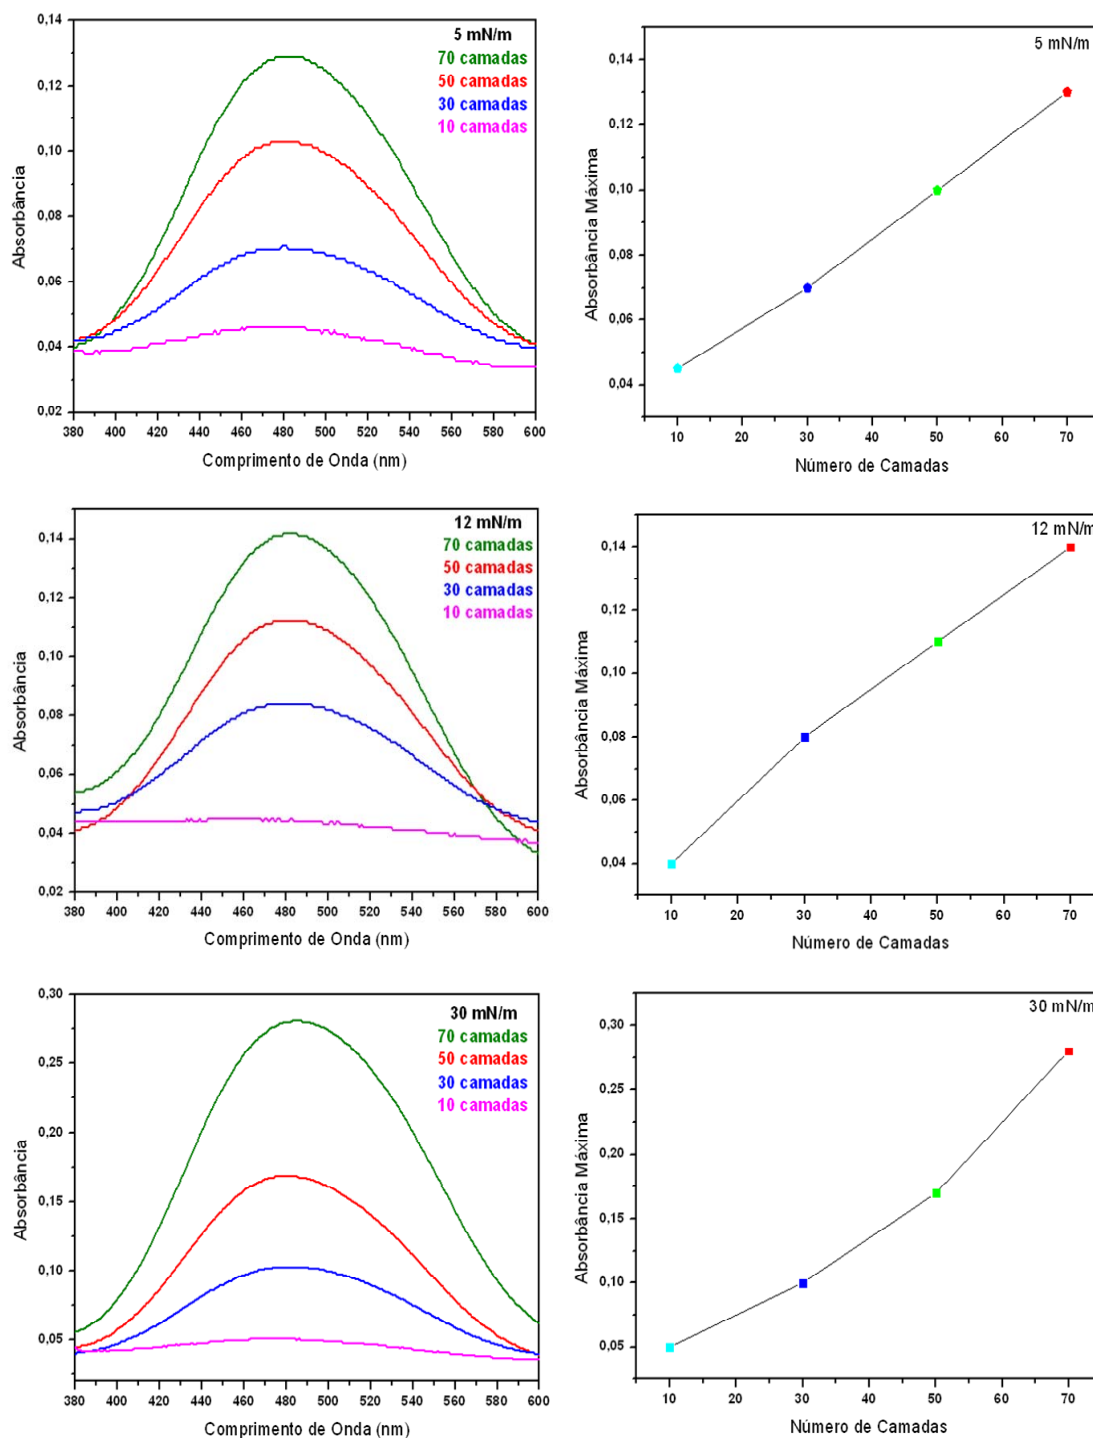 0,14
0,12
0,10
0,08
0,06
0,04
0,02
Absorbância
5 mN/m
70 camadas
50 camadas
30 camadas
10 camadas
380 400 420 440 460 480 500 520 540 560 580 600
Comprimento de Onda (nm)
5 mN/m
0,14
0,12
0,10
0,08
0,06
0,04
Absorbância Máxima
10 20 30 40 50 60 70
Número de Camadas
0,14
0,12
0,10
0,08
0,06
0,04
0,02
Absorbância
12 mN/m
70 camadas
50 camadas
30 camadas
10 camadas
380 400 420 440 460 480 500 520 540 560 580 600
Comprimento de Onda (nm)
12 mN/m
0,14
0,12
0,10
0,08
0,06
0,04
Absorbância Máxima
10 20 30 40 50 60 70
Número de Camadas
0,30
0,25
0,20
0,15
0,10
0,05
Absorbância
30 mN/m
70 camadas
50 camadas
30 camadas
10 camadas
380 400 420 440 460 480 500 520 540 560 580 600
Comprimento de Onda (nm)
30 mN/m
0,30
0,25
0,20
0,15
0,10
0,05
Absorbância Máxima
10 20 30 40 50 60 70
Número de Camadas